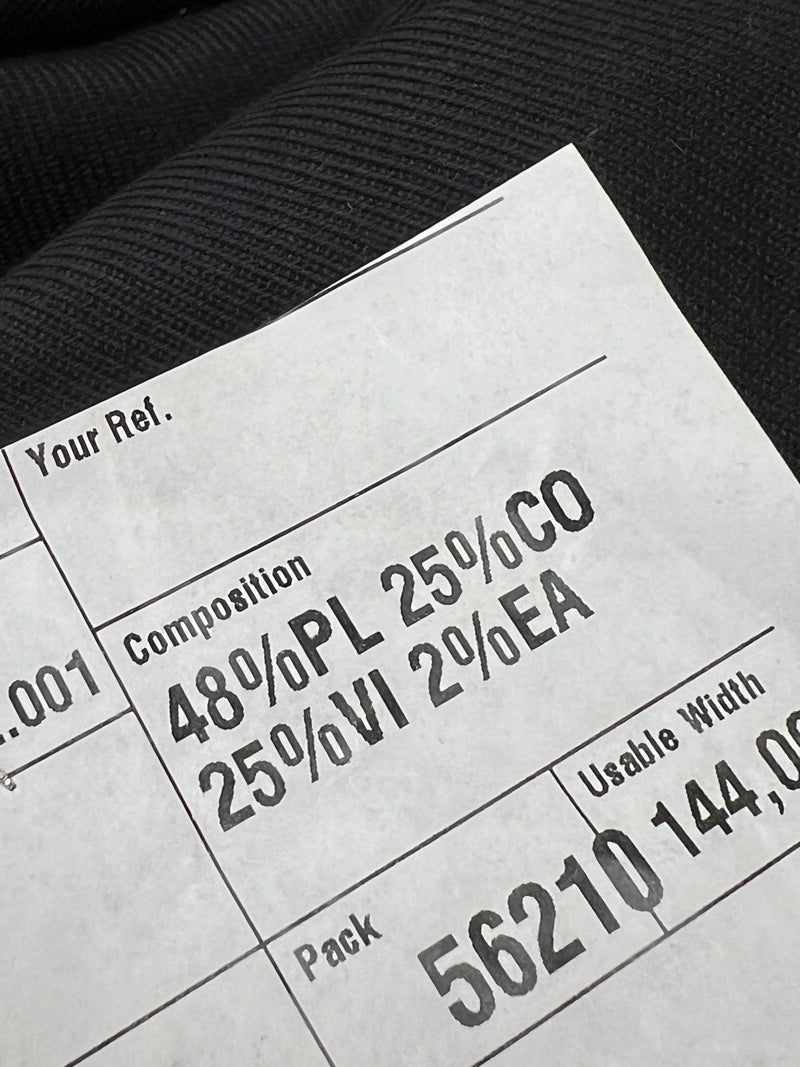 Your Ref.
Composition
48%PL 25%CO
25%VI 2%EA
.001
Usable Width
144,0
Pack
56210